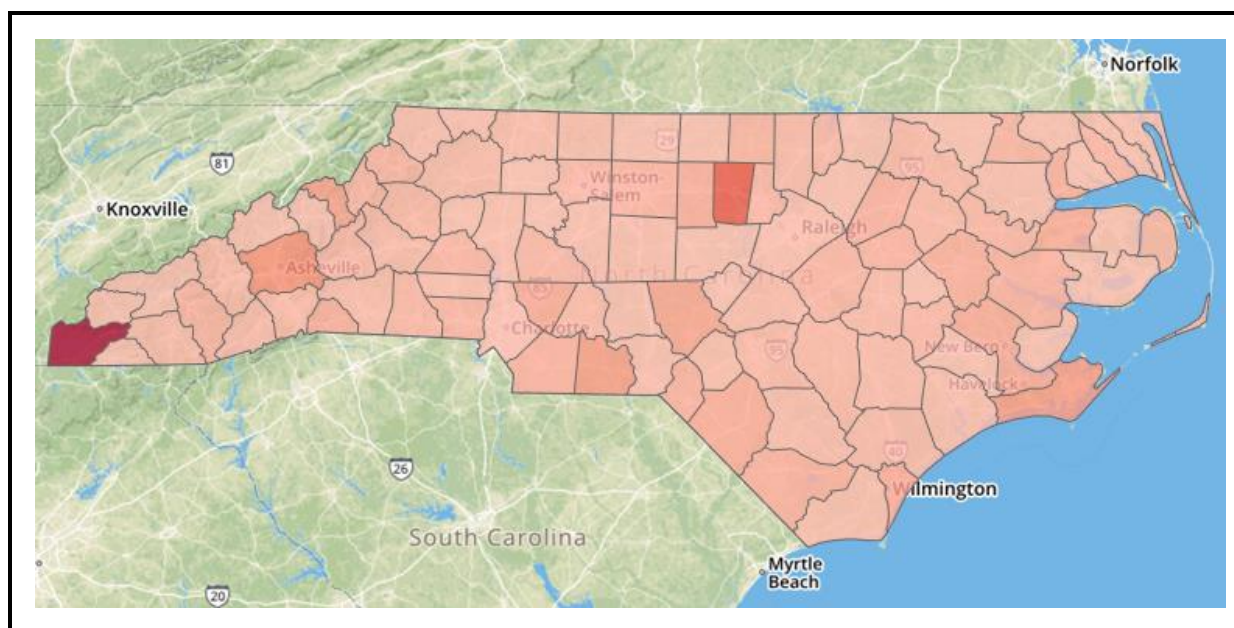 Norfolk
29
81
95
Winston-
Salem
Knoxville
Raleigh
Asheville
North Carolina
85
Charlotte
95
New Bern
Havelock
26
40
Wilmington
South Carolina
Myrtle
Beach
20